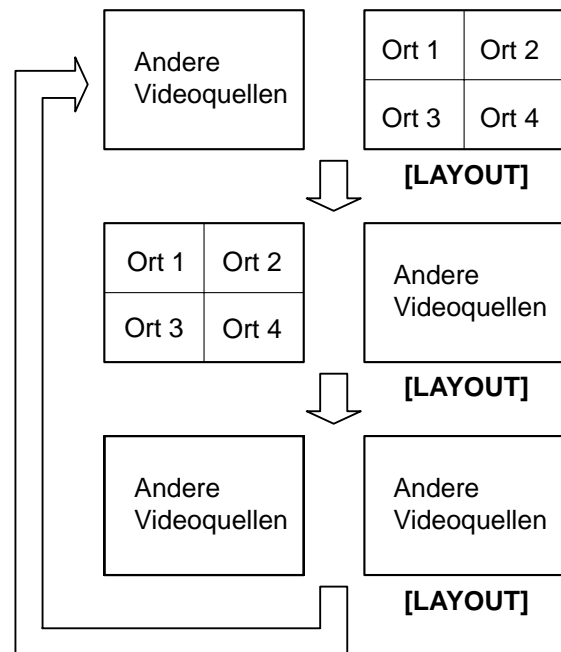 Andere
Videoquellen
Ort 1 Ort 2
Ort 3 Ort 4
[LAYOUT]
Ort 1 Ort 2
Ort 3 Ort 4
Andere
Videoquellen
[LAYOUT]
Andere
Videoquellen
Andere
Videoquellen
[LAYOUT]